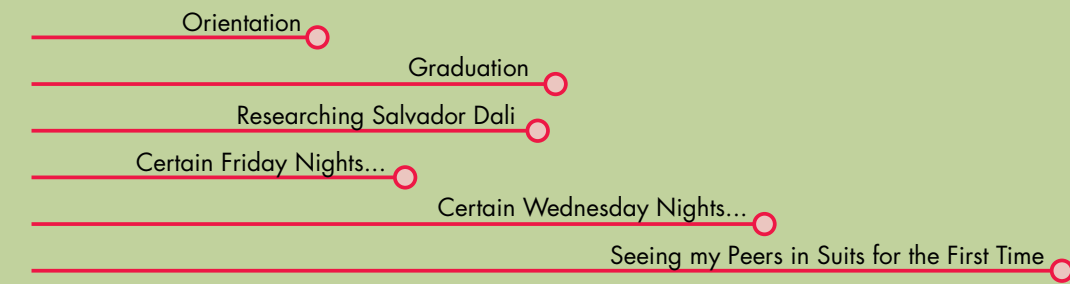 Orientation
Graduation
Researching Salvador Dali
Certain Friday Nights...
Certain Wednesday Nights...
Seeing my Peers in Suits for the First Time